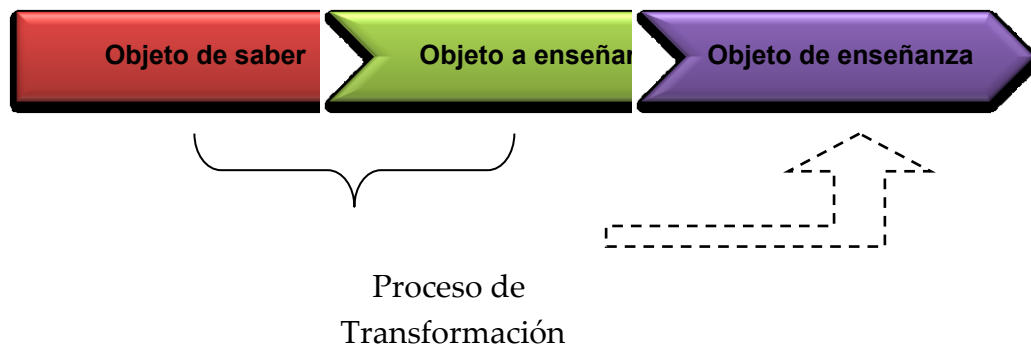 Objeto de saber
Objeto a enseñar
Objeto de enseñanza
Proceso de
Transformación